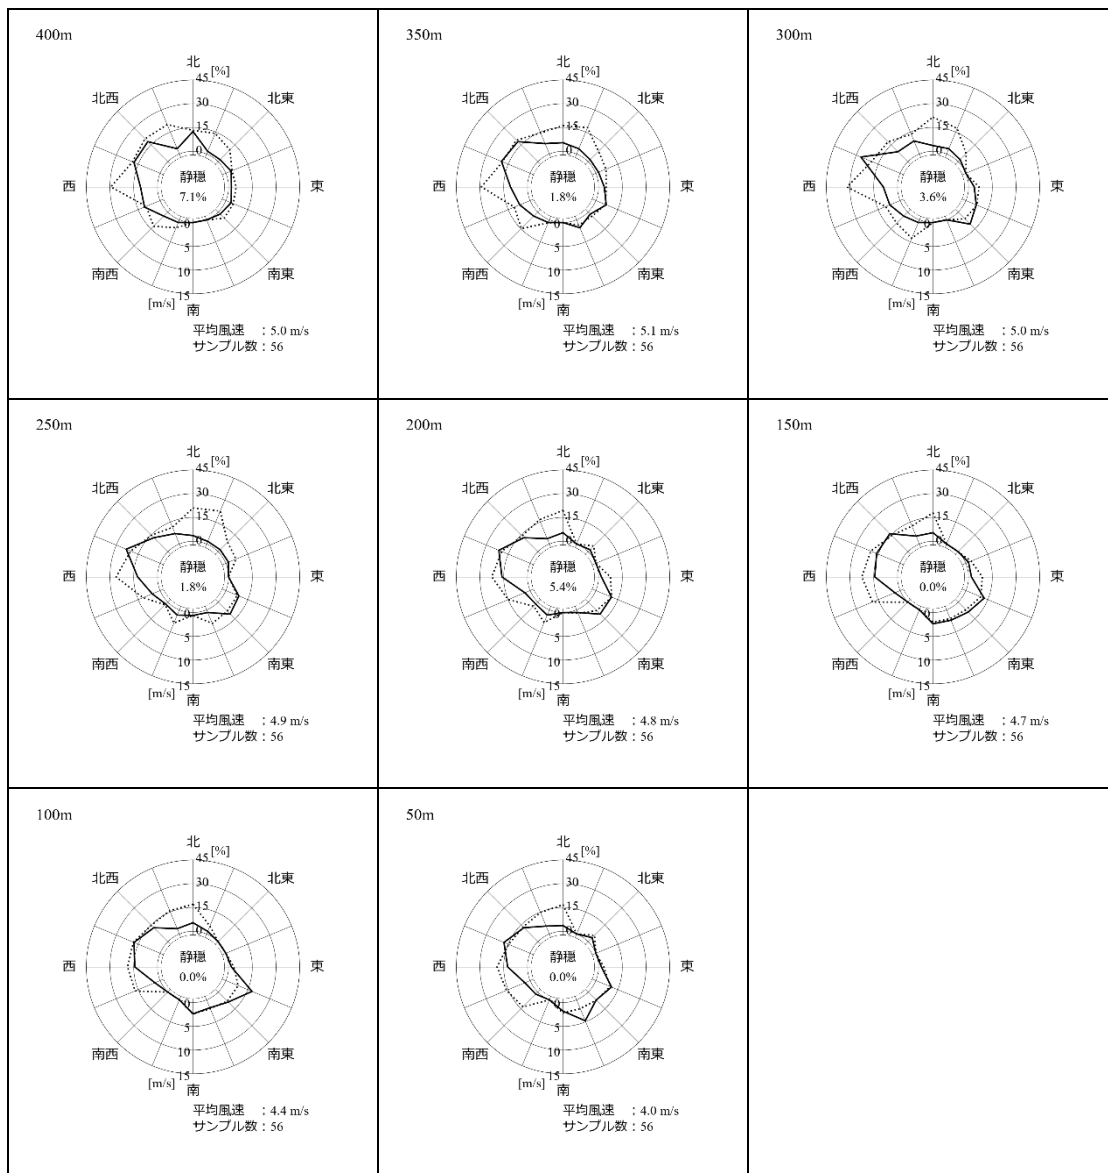 400m
北
45 [%]
北西
北東
30
15
0
静穏
西
7.1%
東
0
5
南西
南東
10
[m/s] 15
南
平均風速 : 5.0 m/s
サンプル数 : 56
350m
北
45 [%]
北西
北東
30
15
0
静穏
西
1.8%
東
0
5
南西
南東
10
[m/s] 15
南
平均風速 : 5.1 m/s
サンプル数 : 56
300m
北
45 [%]
北西
北東
30
15
0
静穏
西
3.6%
東
0
5
南西
南東
10
[m/s] 15
南
平均風速 : 5.0 m/s
サンプル数 : 56
250m
北
45 [%]
北西
北東
30
15
0
静穏
西
1.8%
東
0
5
南西
南東
10
[m/s] 15
南
平均風速 : 4.9 m/s
サンプル数 : 56
200m
北
45 [%]
北西
北東
30
15
0
静穏
西
5.4%
東
0
5
南西
南東
10
[m/s] 15
南
平均風速 : 4.8 m/s
サンプル数 : 56
150m
北
45 [%]
北西
北東
30
15
0
静穏
西
0.0%
東
0
5
南西
南東
10
[m/s] 15
南
平均風速 : 4.7 m/s
サンプル数 : 56
100m
北
45 [%]
北西
北東
30
15
0
静穏
西
0.0%
東
0
5
南西
南東
10
[m/s] 15
南
平均風速 : 4.4 m/s
サンプル数 : 56
50m
北
45 [%]
北西
北東
30
15
0
静穏
西
0.0%
東
0
5
南西
南東
10
[m/s] 15
南
平均風速 : 4.0 m/s
サンプル数 : 56